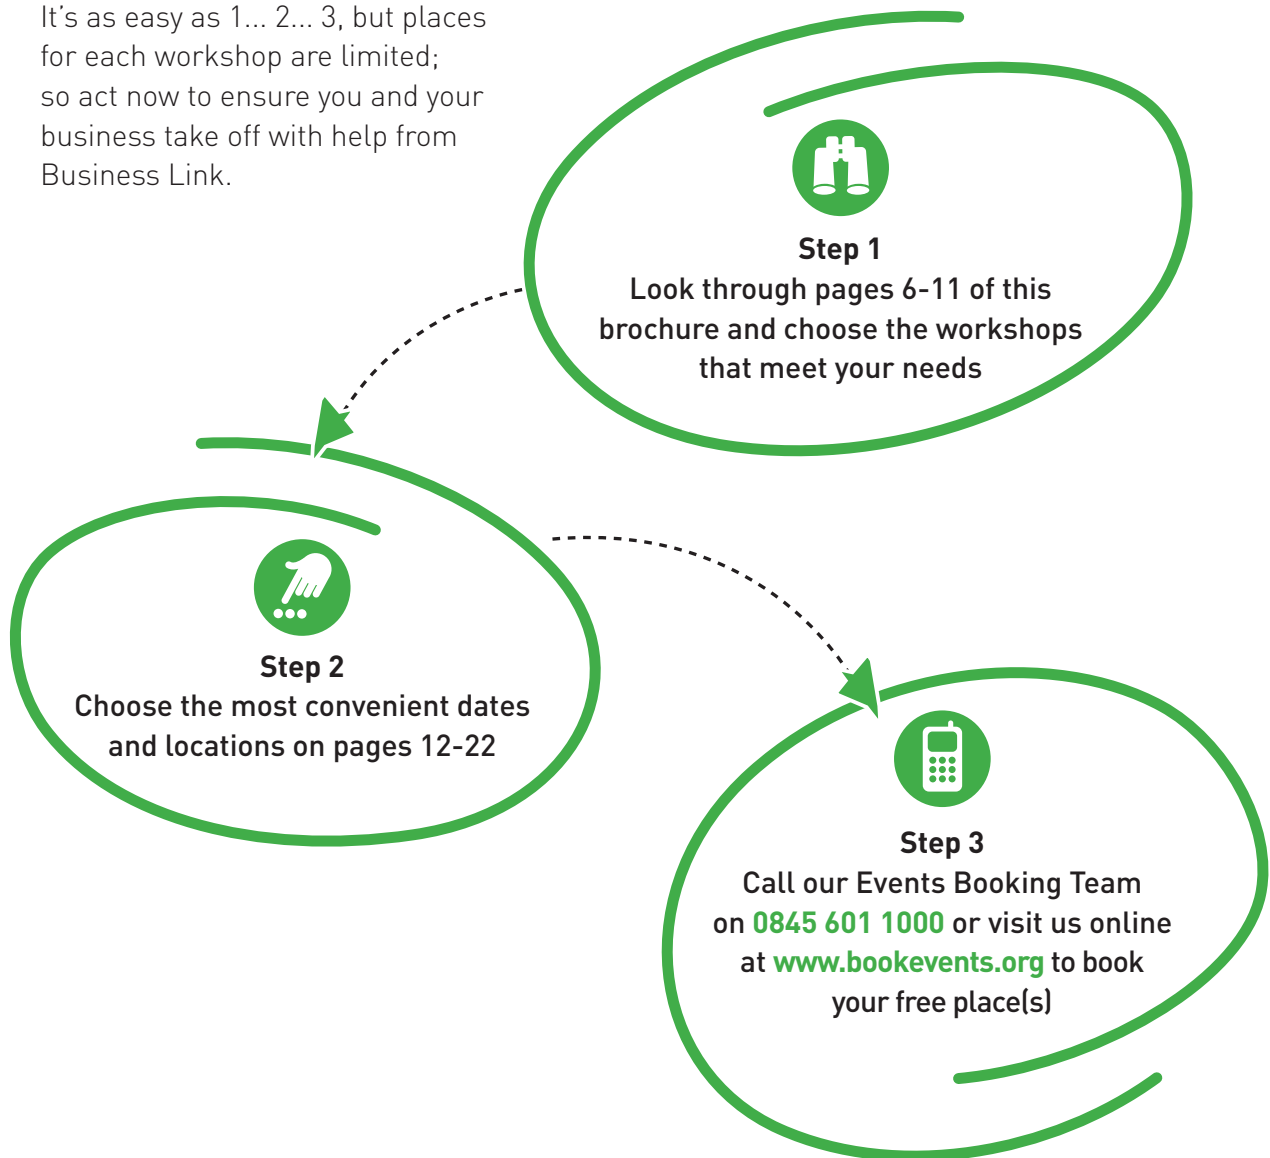 It's as easy as 1... 2... 3, but places
for each workshop are limited;
so act now to ensure you and your
business take off with help from
Business Link.
Step 1
Look through pages 6-11 of this
brochure and choose the workshops
that meet your needs
Step 2
Choose the most convenient dates
and locations on pages 12-22
Step 3
Call our Events Booking Team
on 0845 601 1000 or visit us online
at www.bookevents.org to book
your free place(s)